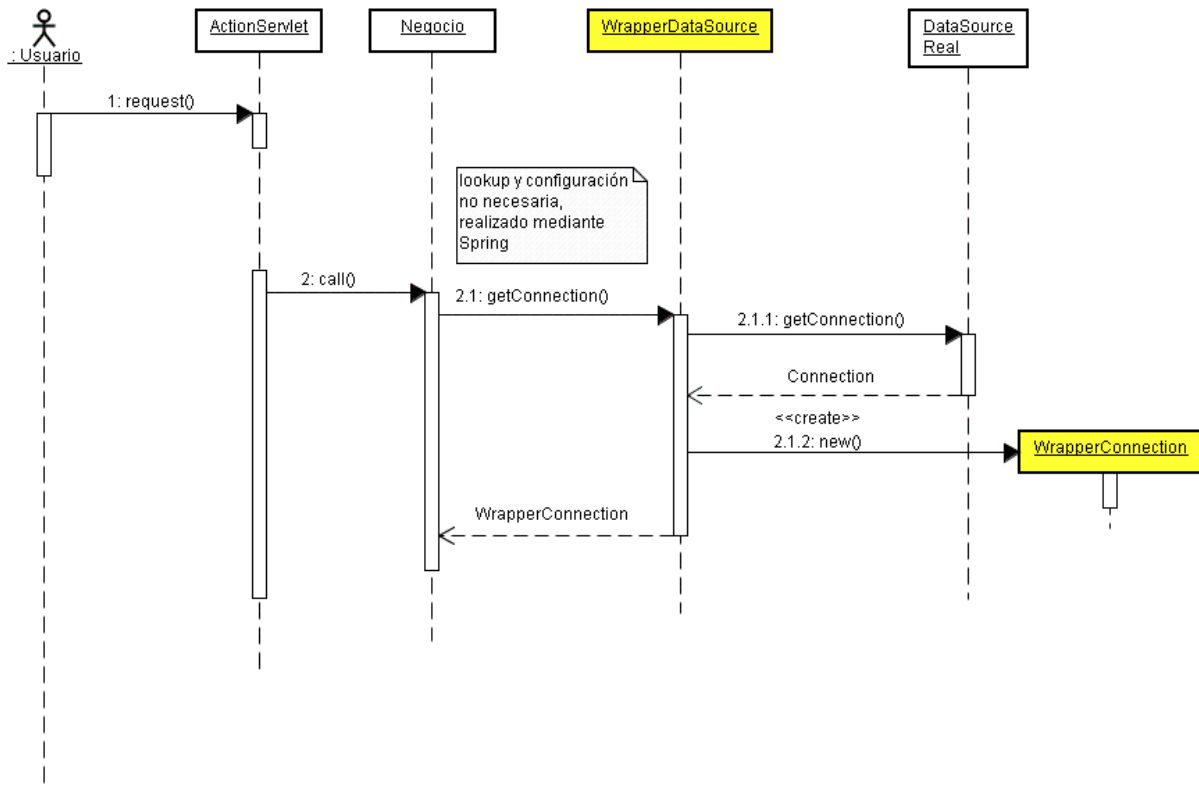 : Usuario
ActionServlet
Negocio
WrapperDataSource
DataSource
Real
1: request()
lookup y configuración
no necesaria,
realizado mediante
Spring
2: call()
2.1: getConnection()
2.1.1: getConnection()
Connection
<<create>>
2.1.2: new()
WrapperConnection
WrapperConnection